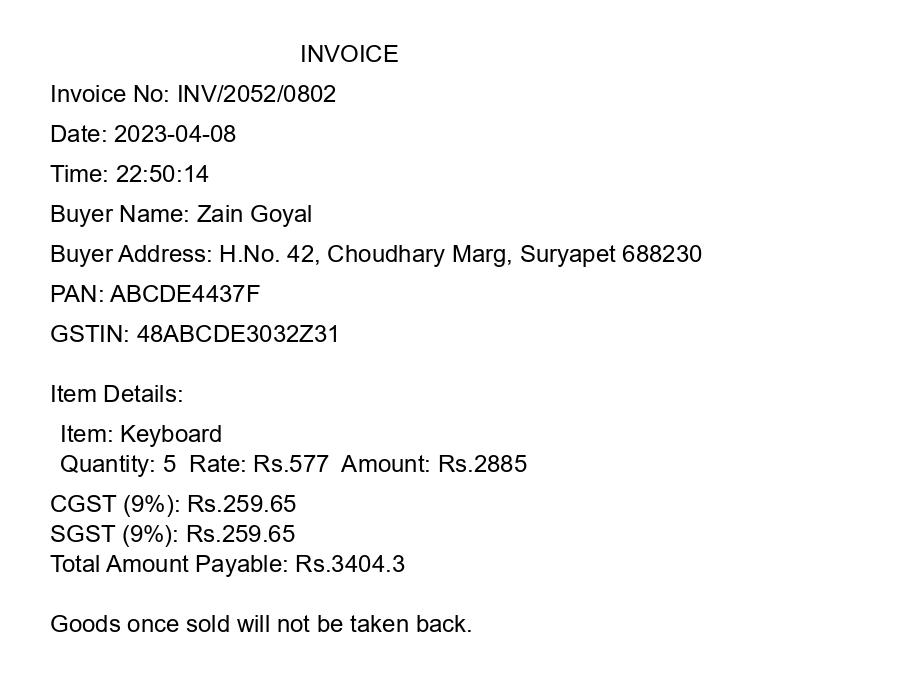 INVOICE
Invoice No: INV/2052/0802
Date: 2023-04-08
Time: 22:50:14
Buyer Name: Zain Goyal
Buyer Address: H.No. 42, Choudhary Marg, Suryapet 688230
PAN: ABCDE4437F
GSTIN: 48ABCDE3032Z31
Item Details:
Item: Keyboard
Quantity: 5  Rate: Rs.577  Amount: Rs.2885
CGST (9%): Rs.259.65
SGST (9%): Rs.259.65
Total Amount Payable: Rs.3404.3
Goods once sold will not be taken back.